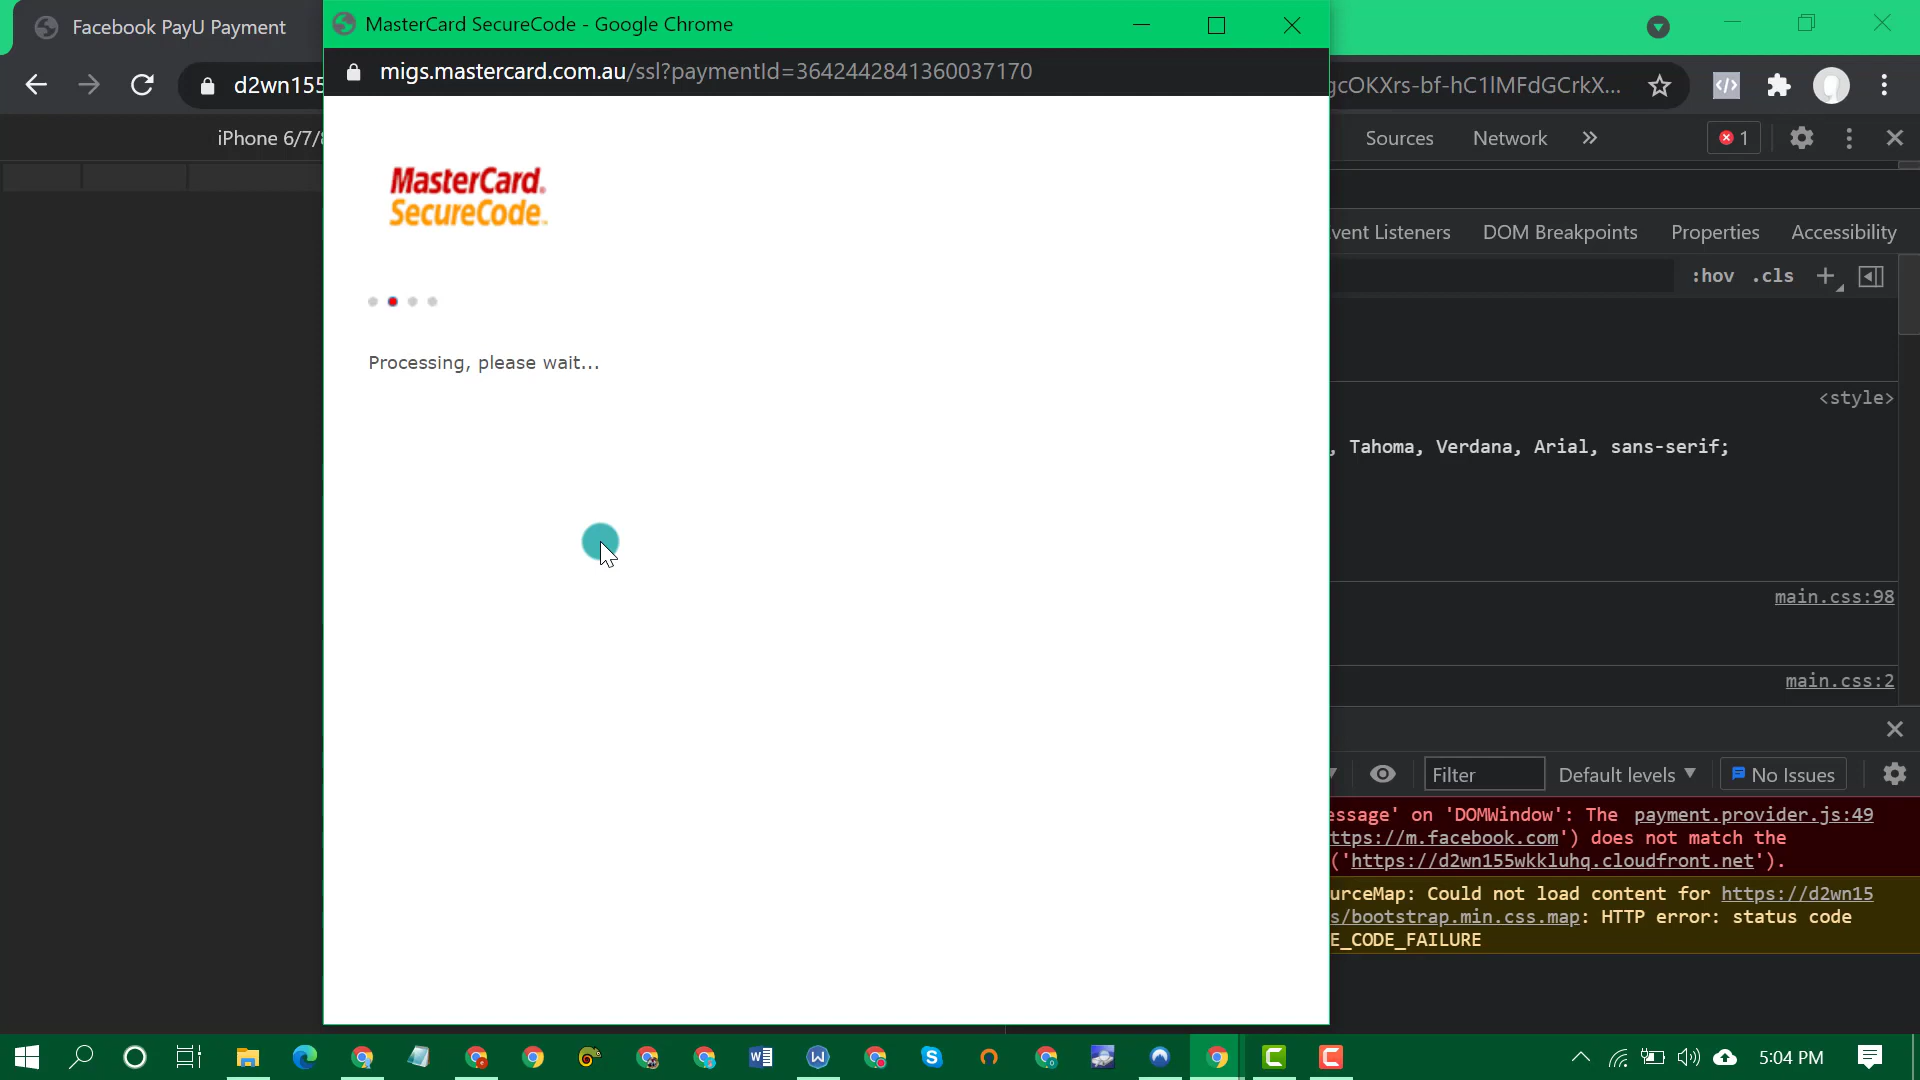 Facebook PayU Payment
MasterCard SecureCode - Google Chrome
d2wn155
migs.mastercard.com.au/ssl?paymentId=3642442841360037170
gcOKXrs-bf-hC1lMFdGCrkX...
iPhone 6/7/8
Sources
Network
1
MasterCard.
SecureCode.™
Processing, please wait...
vent Listeners
DOM Breakpoints
Properties
Accessibility
:hov .cls
<style>
, Tahoma, Verdana, Arial, sans-serif;
main.css:98
main.css:2
Filter
Default levels
No Issues
essage' on 'DOMWindow': The payment.provider.js:49
ttps://m.facebook.com') does not match the
('https://d2wn155wkkluhq.cloudfront.net').
urceMap: Could not load content for https://d2wn15
s/bootstrap.min.css.map: HTTP error: status code
E_CODE_FAILURE
5:04 PM